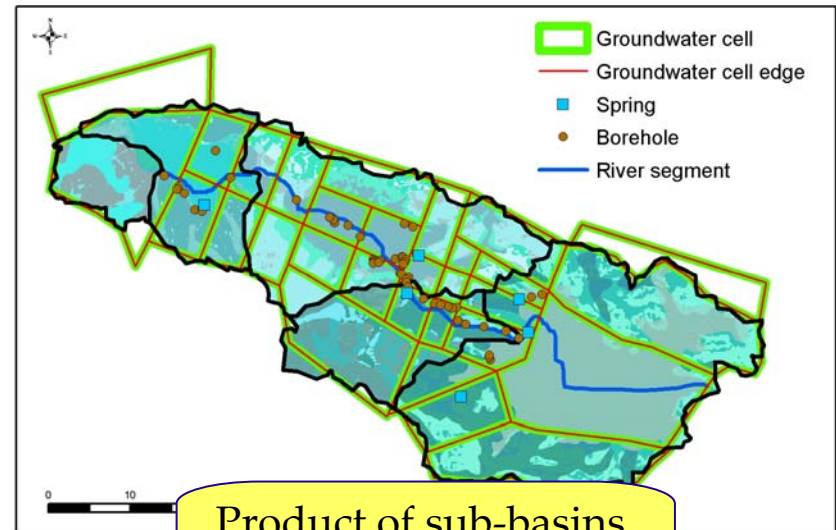 N
W
E
S
Groundwater cell
Groundwater cell edge
Spring
Borehole
River segment
0 10
Product of sub-basins